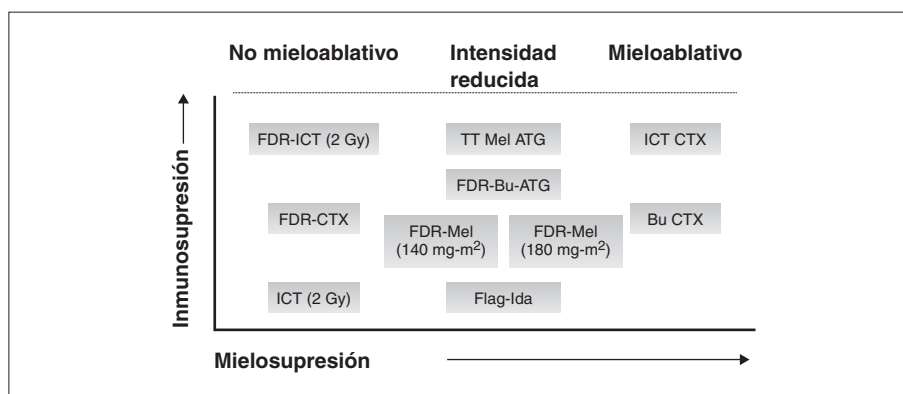 No mieloablativo
Intensidad
reducida
Mieloablativo
Inmunosupresión
FDR-ICT (2 Gy)
TT Mel ATG
ICT CTX
FDR-Bu-ATG
FDR-CTX
FDR-Mel
(140 mg-m²)
FDR-Mel
(180 mg-m²)
Bu CTX
ICT (2 Gy)
Flag-Ida
Mielosupresión